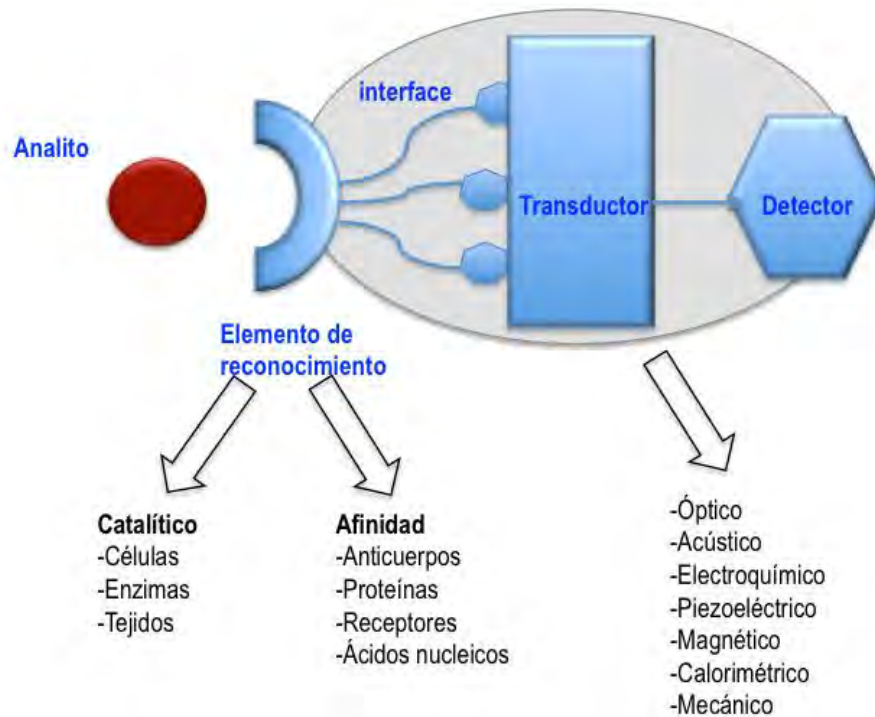 interface
Analito
Transductor
Detector
Elemento de
reconocimiento
Catalítico
-Células
-Enzimas
-Tejidos
Afinidad
-Anticuerpos
-Proteínas
-Receptores
-Ácidos nucleicos
-Óptico
-Acústico
-Electroquímico
-Piezoeléctrico
-Magnético
-Calorimétrico
-Mecánico